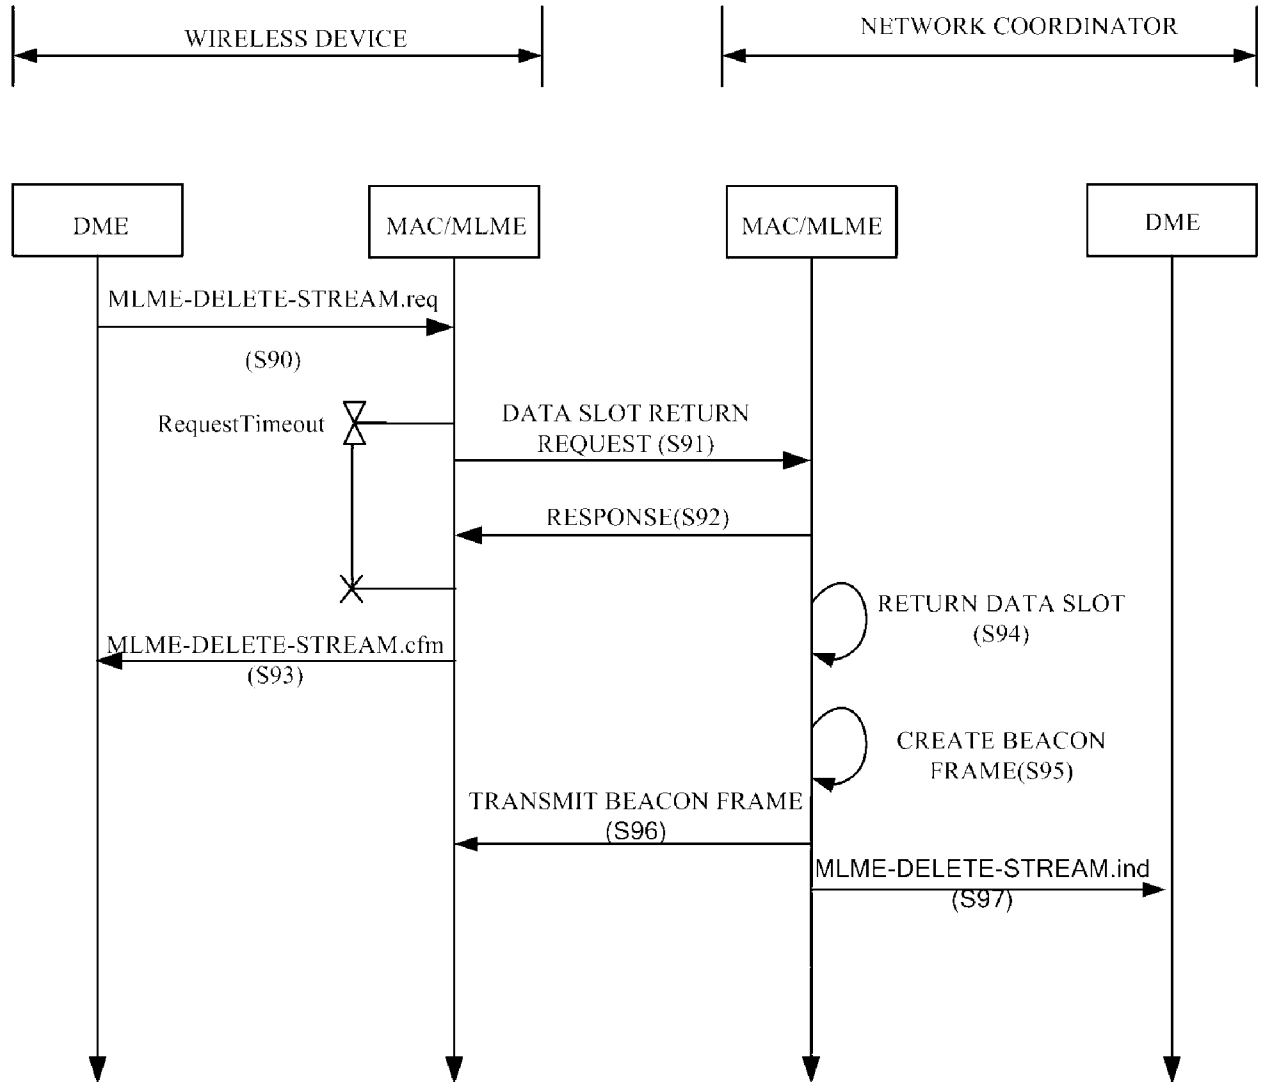 WIRELESS DEVICE
NETWORK COORDINATOR
DME
MAC/MLME
MAC/MLME
DME
MLME-DELETE-STREAM.req
(S90)
RequestTimeout
DATA SLOT RETURN
REQUEST (S91)
RESPONSE(S92)
RETURN DATA SLOT
(S94)
MLME-DELETE-STREAM.cfm
(S93)
CREATE BEACON
FRAME(S95)
TRANSMIT BEACON FRAME
(S96)
MLME-DELETE-STREAM.ind
(S97)